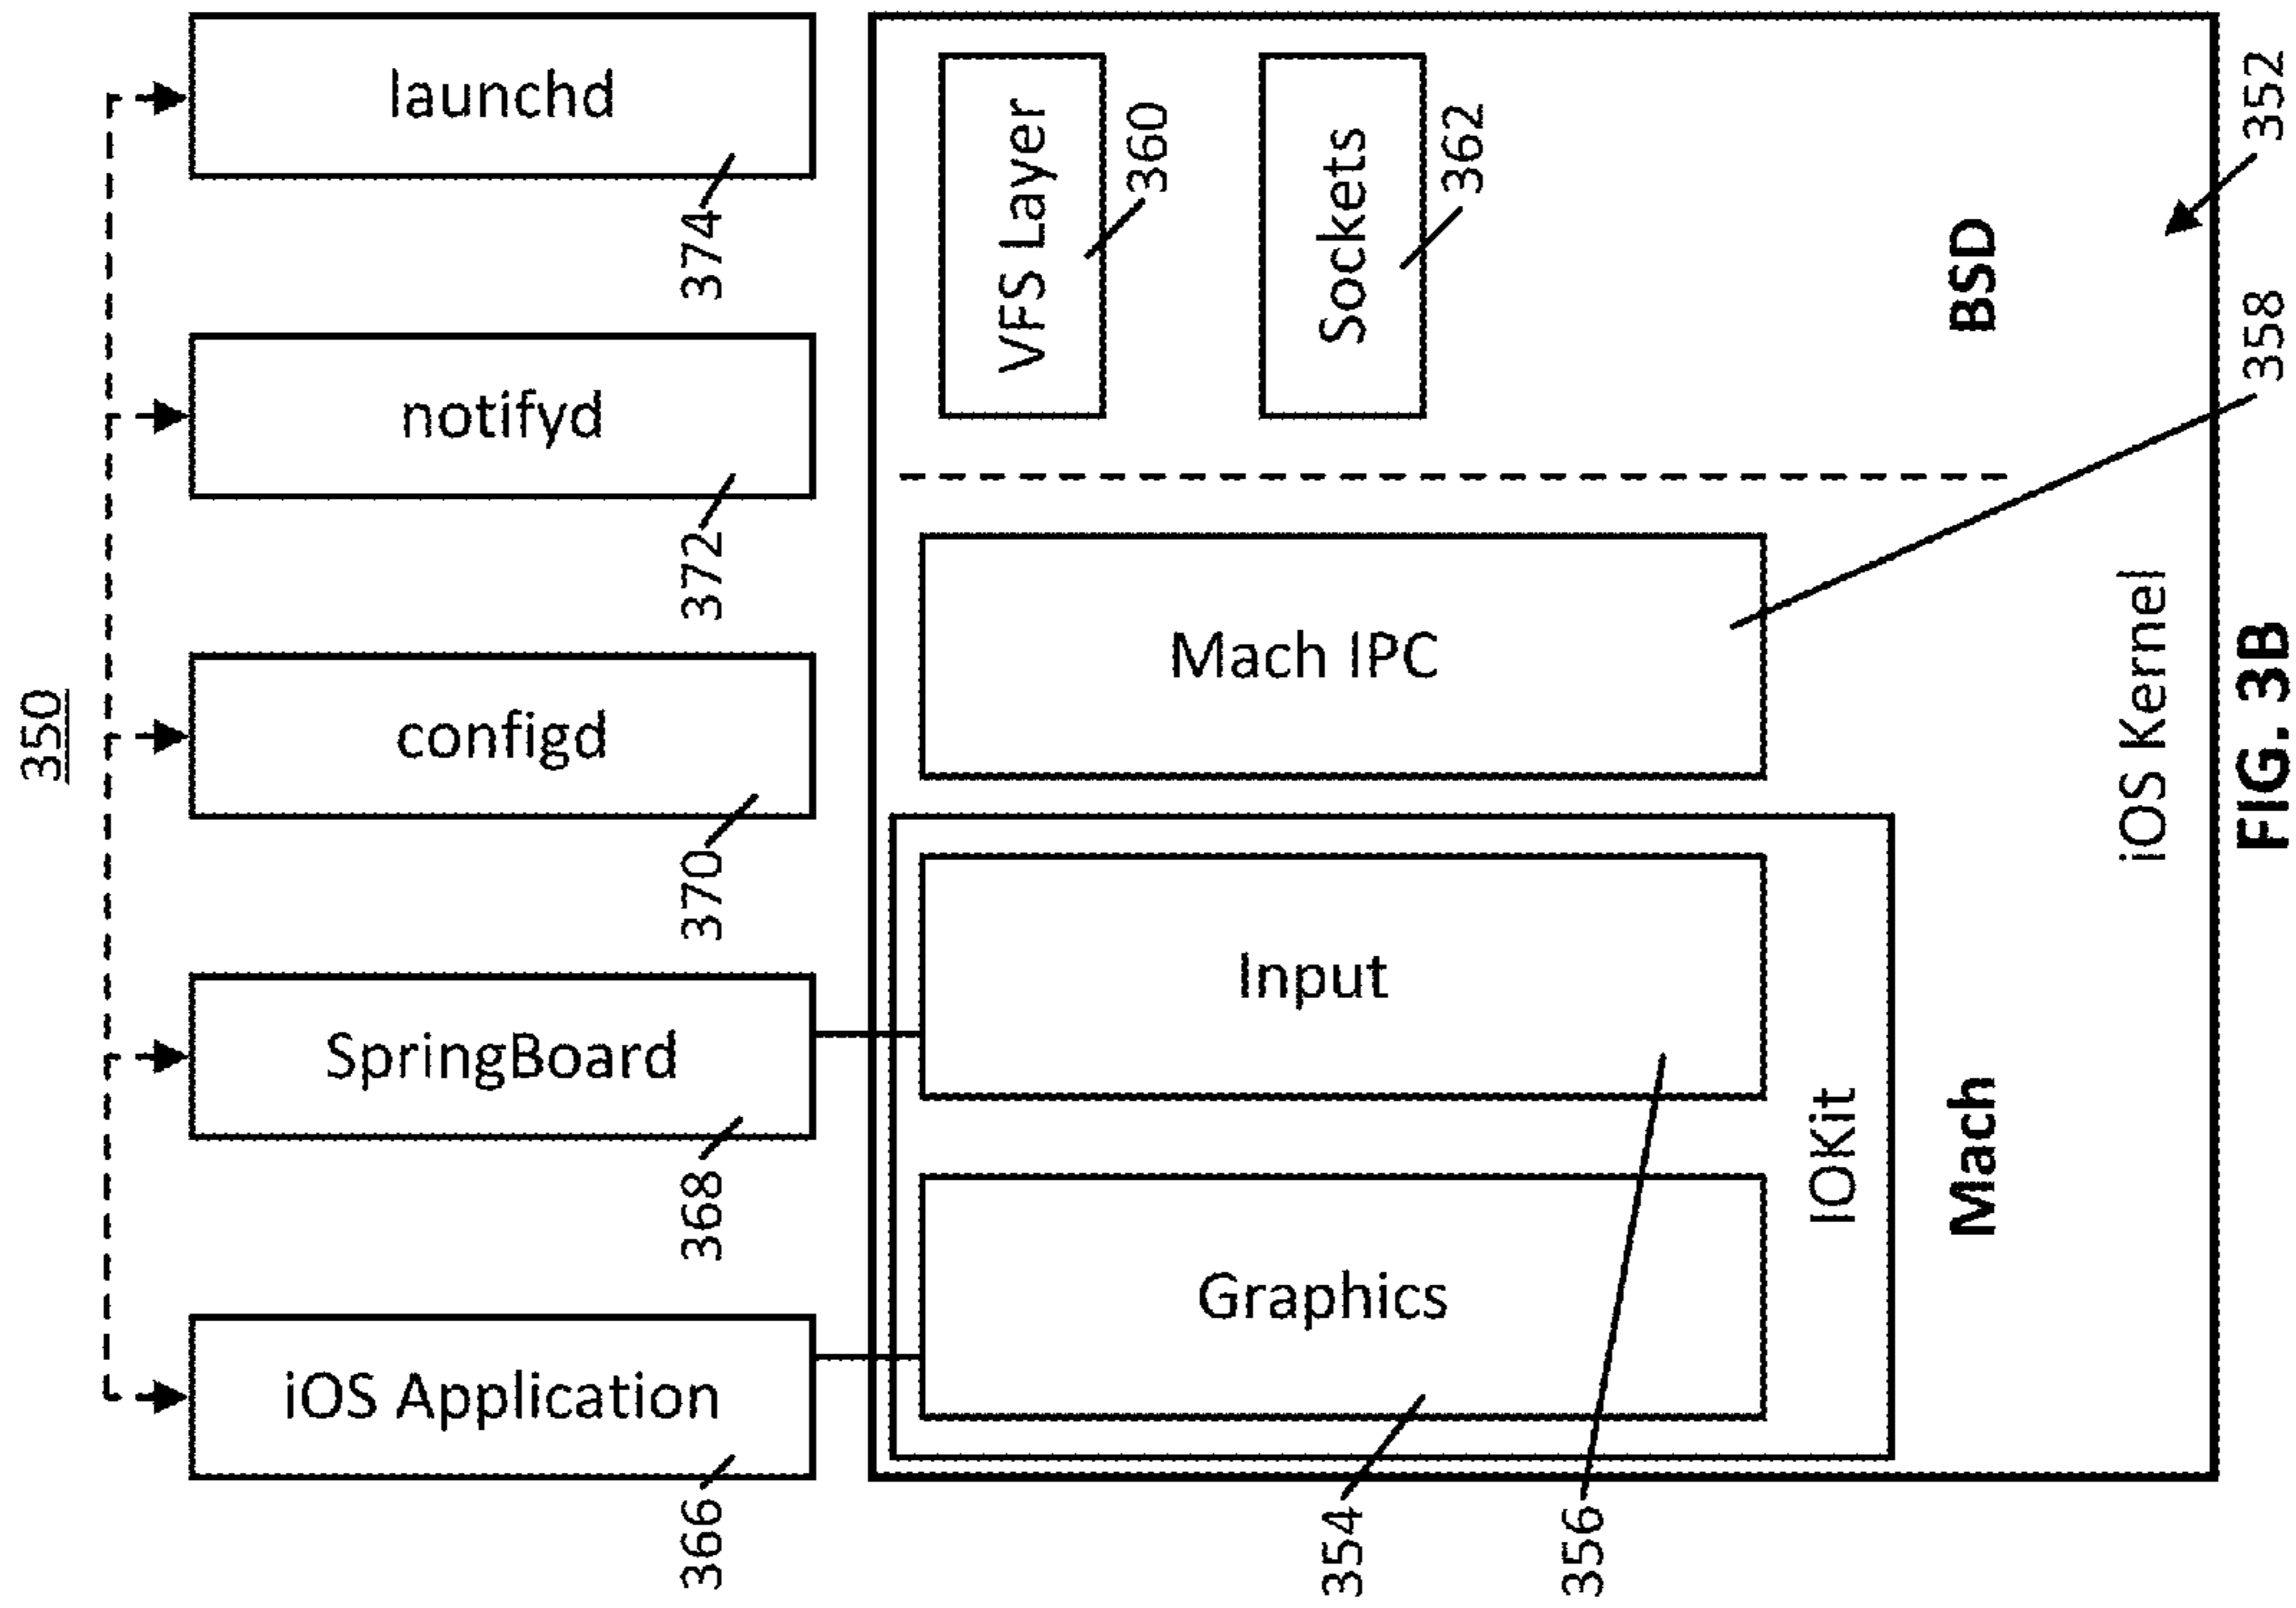 350
launchd
374
notifyd
372
configd
370
SpringBoard
368
iOS Application
366
VFS Layer
360
Sockets
362
BSD
352
Mach IPC
358
Input
356
Graphics
354
IOKit
Mach
iOS Kernel
FIG. 3B